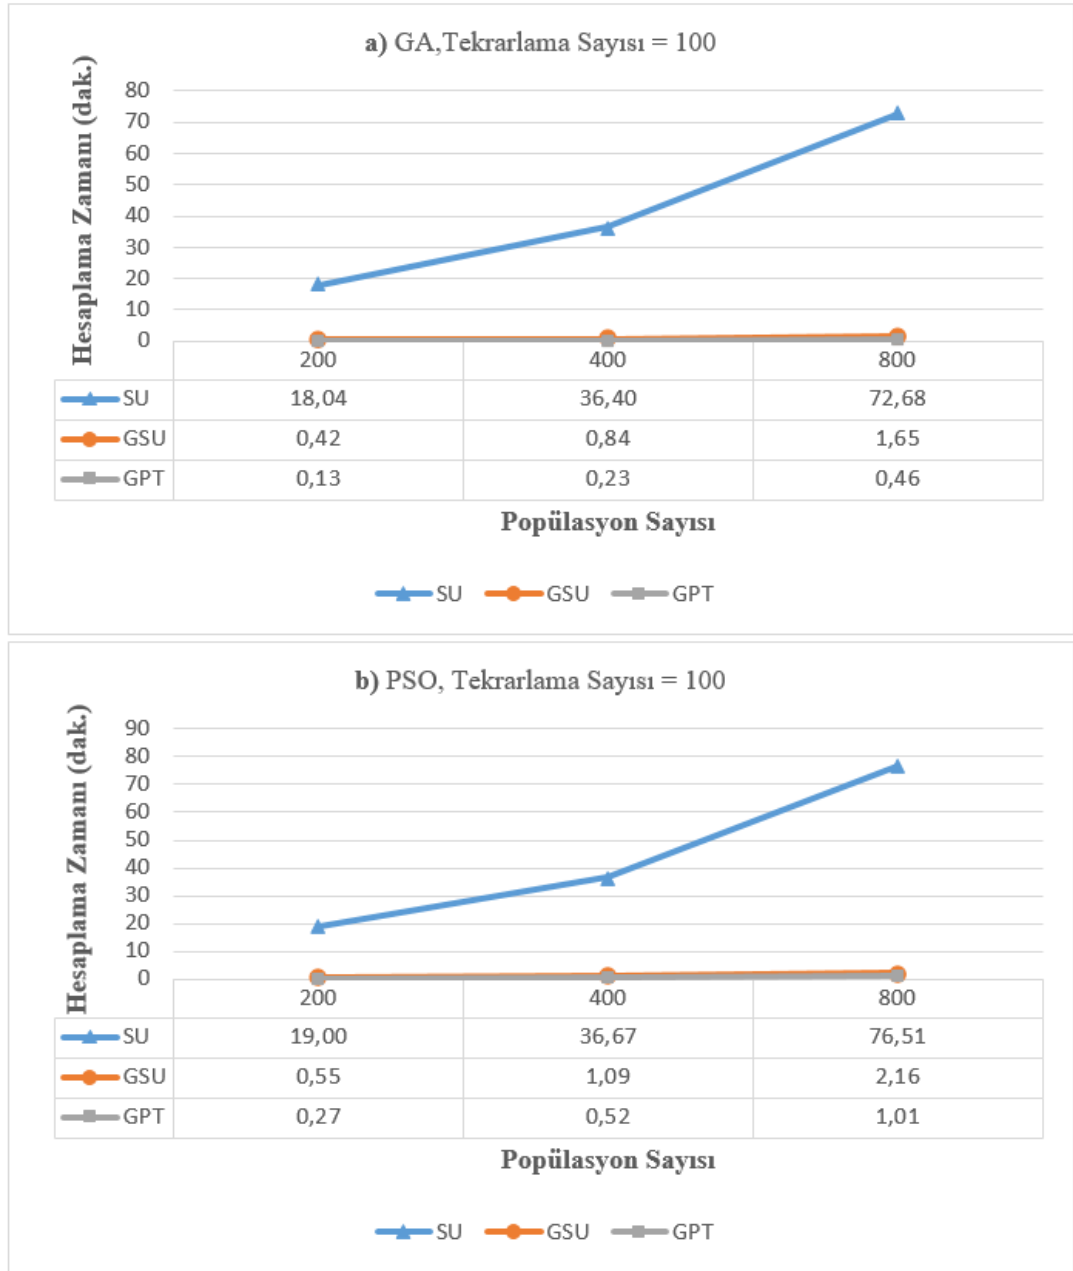 a) GA,Tekrarlama Sayısı = 100
Hesaplama Zamanı (dak.)
80
70
60
50
40
30
20
10
0
200 400 800
SU 18,04 36,40 72,68
GSU 0,42 0,84 1,65
GPT 0,13 0,23 0,46
Popülasyon Sayısı
SU GSU GPT
b) PSO, Tekrarlama Sayısı = 100
Hesaplama Zamanı (dak.)
90
80
70
60
50
40
30
20
10
0
200 400 800
SU 19,00 36,67 76,51
GSU 0,55 1,09 2,16
GPT 0,27 0,52 1,01
Popülasyon Sayısı
SU GSU GPT